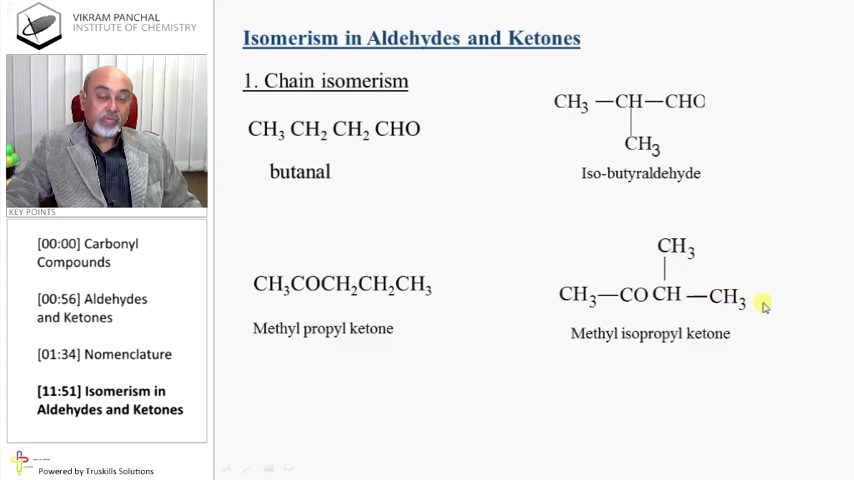 VIKRAM PANCHAL
INSTITUTE OF CHEMISTRY
KEY POINTS
[00:00] Carbonyl
Compounds
[00:56] Aldehydes
and Ketones
[01:34] Nomenclature
[11:51] Isomerism in
Aldehydes and Ketones
Powered by Truskills Solutions
Isomerism in Aldehydes and Ketones
1. Chain isomerism
CH₃ CH₂ CH₂ CHO
butanal
CH₃ —CH—CHO
CH₃
Iso-butyraldehyde
CH₃COCH₂CH₂CH₃
Methyl propyl ketone
CH₃
CH₃—CO CH —CH₃
Methyl isopropyl ketone